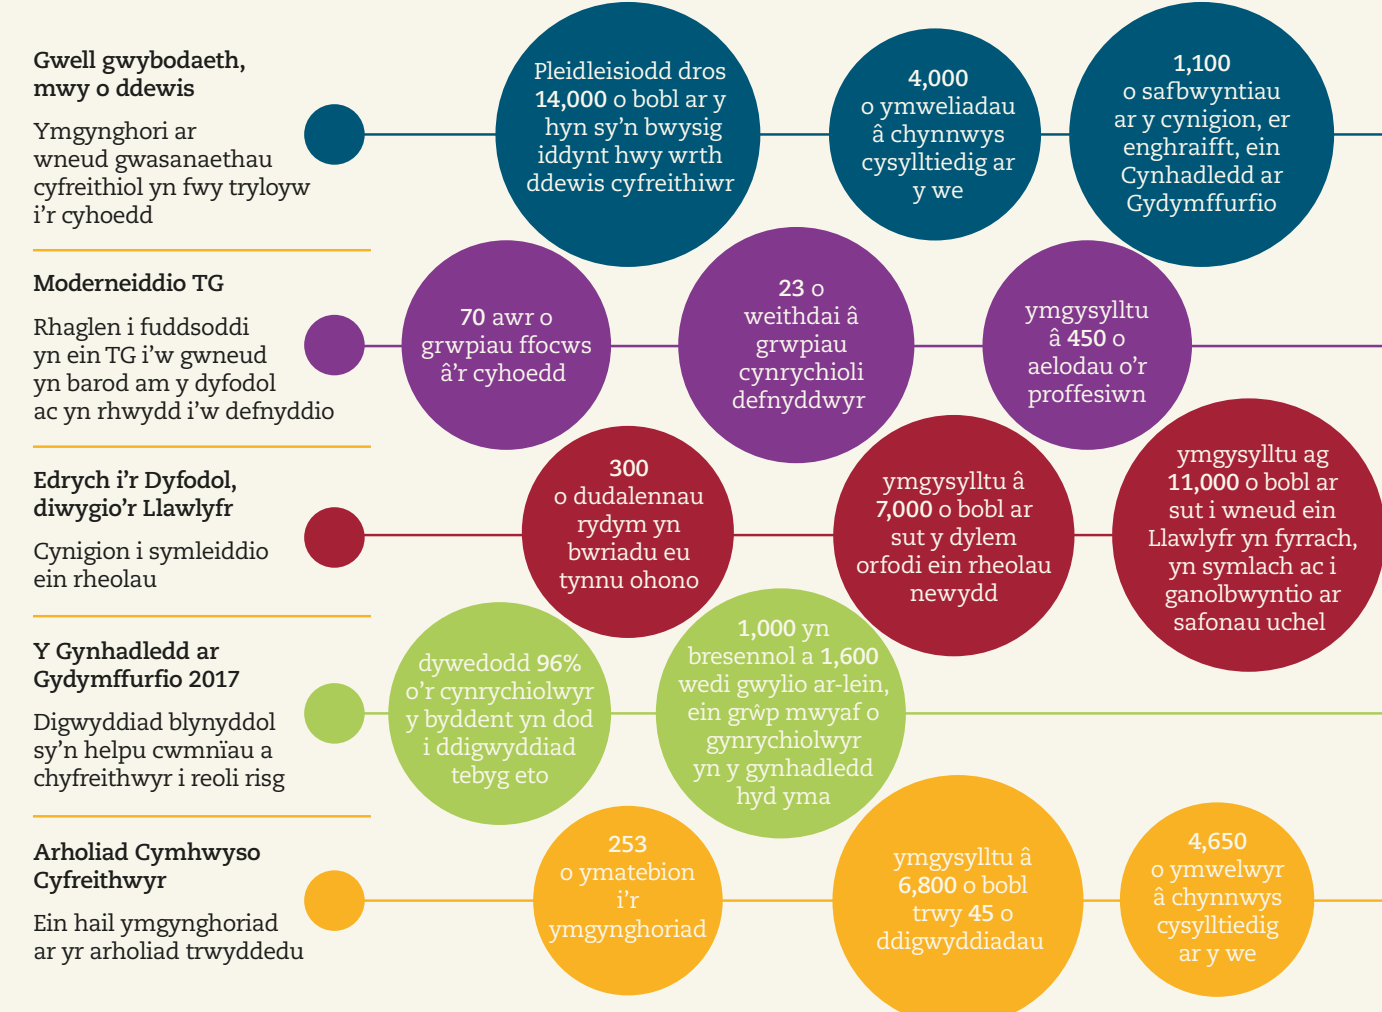 Gwell gwybodaeth,
mwy o ddewis
Ymgynghori ar
wneud gwasanaethau
cyfreithiol yn fwy tryloyw
i'r cyhoedd
Pleidleisiodd dros
14,000 o bobl ar y
hyn sy'n bwysig
iddynt hwy wrth
ddewis cyfreithiwr
4,000
o ymweliadau
â chynnwys
cysylltiedig ar
y we
1,100
o safbwyntiau
ar y cynigion, er
enghraifft, ein
Cynhadledd ar
Gydymffurfio
Moderneiddio TG
Rhaglen i fuddsoddi
yn ein TG i'w gwneud
yn barod am y dyfodol
ac yn rhwydd i'w defnyddio
70 awr o
grwpiau ffocws
â'r cyhoedd
23 o
weithdai â
grwpiau
cynrychioli
defnyddwyr
ymgysylltu
â 450 o
aelodau o'r
proffesiwn
Edrych i'r Dyfodol,
diwygio'r Llawlyfr
Cynigion i symleiddio
ein rheolau
300
o dudalennau
rydym yn
bwriadu eu
tynnu ohono
ymgysylltu â
7,000 o bobl ar
sut y dylem
orfodi ein rheolau
newydd
ymgysylltu ag
11,000 o bobl ar
sut i wneud ein
Llawlyfr yn fyrrach,
yn symlach ac i
ganolbwyntio ar
safonau uchel
Y Gynhadledd ar
Gydymffurfio 2017
Digwyddiad blynyddol
sy'n helpu cwmnïau a
chyfreithwyr i reoli risg
dywedodd 96%
o'r cynrychiolwyr
y byddent yn dod
i ddigwyddiad
tebyg eto
1,000 yn
bresennol a 1,600
wedi gwylio ar-lein,
ein grŵp mwyaf o
gynrychiolwyr
yn y gynhadledd
hyd yma
Arholiad Cymhwyso
Cyfreithwyr
Ein hail ymgynghoriad
ar yr arholiad trwyddedu
253
o ymatebion
i'r
ymgynghoriad
ymgysylltu â
6,800 o bobl
trwy 45 o
ddigwyddiadau
4,650
o ymwelwyr
â chynnwys
cysylltiedig
ar y we